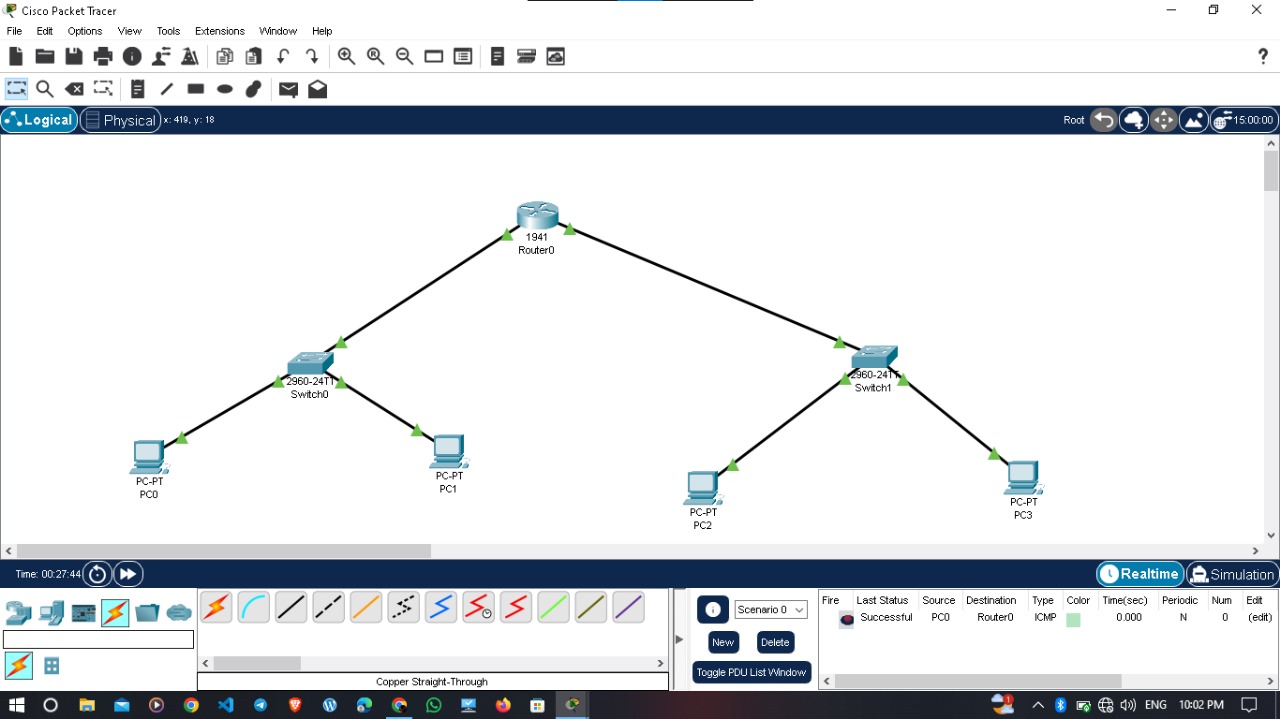 Cisco Packet Tracer
File Edit Options View Tools Extensions Window Help
Logical Physical x: 419, y: 18 Root 15:00:00
1941
Router0
2960-24TT
Switch0
2960-24TT
Switch1
PC-PT
PC0
PC-PT
PC1
PC-PT
PC2
PC-PT
PC3
Time: 00:27:44 Realtime Simulation
Scenario 0
New Delete
Toggle PDU List Window
Fire Last Status Source Destination Type Color Time(sec) Periodic Num Edit
Successful PC0 Router0 ICMP 0.000 N 0 (edit)
Copper Straight-Through
1 ENG 10:02 PM